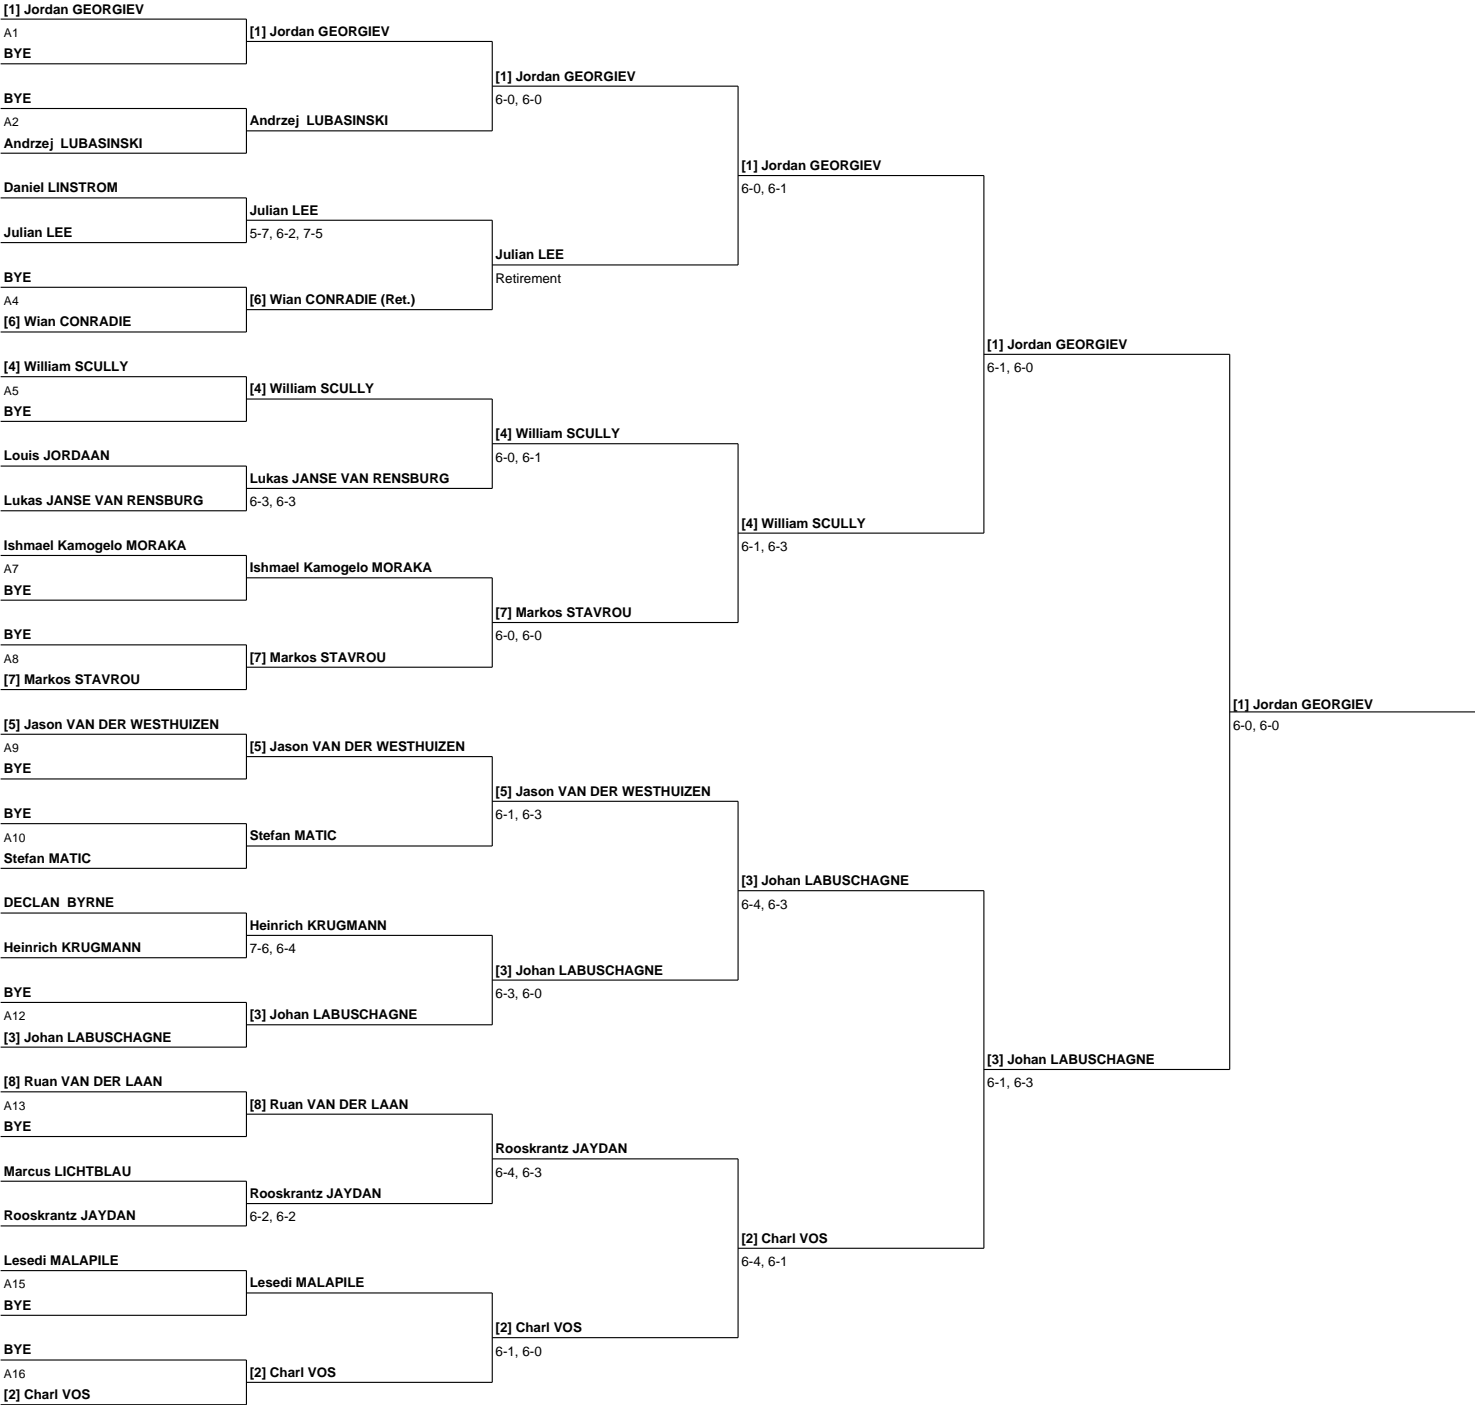 [1] Jordan GEORGIEV
A1
BYE
BYE
A2
Andrzej LUBASINSKI
Daniel LINSTROM
Julian LEE
BYE
A4
[6] Wian CONRADIE
[4] William SCULLY
A5
BYE
Louis JORDAAN
Lukas JANSE VAN RENSBURG
Ishmael Kamogelo MORAKA
A7
BYE
BYE
A8
[7] Markos STAVROU
[5] Jason VAN DER WESTHUIZEN
A9
BYE
BYE
A10
Stefan MATIC
DECLAN BYRNE
Heinrich KRUGMANN
BYE
A12
[3] Johan LABUSCHAGNE
[8] Ruan VAN DER LAAN
A13
BYE
Marcus LICHTBLAU
Rooskrantz JAYDAN
Lesedi MALAPILE
A15
BYE
BYE
A16
[2] Charl VOS
[1] Jordan GEORGIEV
Andrzej LUBASINSKI
Julian LEE
5-7, 6-2, 7-5
[6] Wian CONRADIE (Ret.)
[4] William SCULLY
Lukas JANSE VAN RENSBURG
6-3, 6-3
Ishmael Kamogelo MORAKA
[7] Markos STAVROU
[5] Jason VAN DER WESTHUIZEN
Stefan MATIC
Heinrich KRUGMANN
7-6, 6-4
[3] Johan LABUSCHAGNE
[8] Ruan VAN DER LAAN
Rooskrantz JAYDAN
6-2, 6-2
Lesedi MALAPILE
[2] Charl VOS
[1] Jordan GEORGIEV
6-0, 6-0
Julian LEE
Retirement
[4] William SCULLY
6-0, 6-1
[7] Markos STAVROU
6-0, 6-0
[5] Jason VAN DER WESTHUIZEN
6-1, 6-3
[3] Johan LABUSCHAGNE
6-3, 6-0
Rooskrantz JAYDAN
6-4, 6-3
[2] Charl VOS
6-1, 6-0
[1] Jordan GEORGIEV
6-0, 6-1
[4] William SCULLY
6-1, 6-3
[3] Johan LABUSCHAGNE
6-4, 6-3
[2] Charl VOS
6-4, 6-1
[1] Jordan GEORGIEV
6-1, 6-0
[3] Johan LABUSCHAGNE
6-1, 6-3
[1] Jordan GEORGIEV
6-0, 6-0